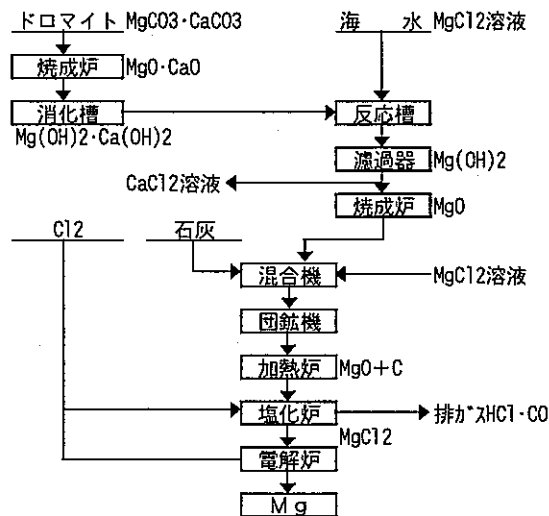 ドロマイト MgCO3・CaCO3
海 水 MgCl2溶液
焼成炉 MgO・CaO
消化槽
反応槽
Mg(OH)2・Ca(OH)2
濾過器 Mg(OH)2
CaCl2溶液
焼成炉 MgO
Cl2
石灰
混合機
MgCl2溶液
団鉱機
加熱炉 MgO+C
塩化炉
排ガスHCl・CO
MgCl2
電解炉
Mg